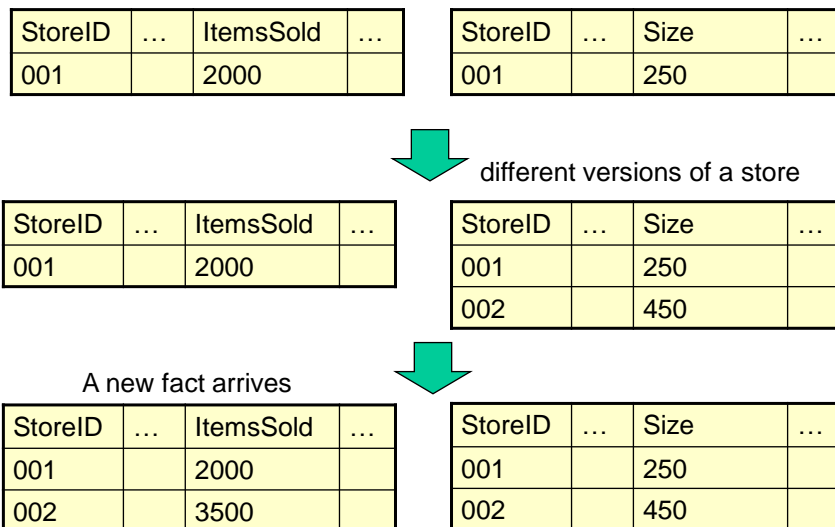 StoreID … ItemsSold …
001 2000
StoreID … Size …
001 250
different versions of a store
StoreID … ItemsSold …
001 2000
StoreID … Size …
001 250
002 450
A new fact arrives
StoreID … ItemsSold …
001 2000
002 3500
StoreID … Size …
001 250
002 450